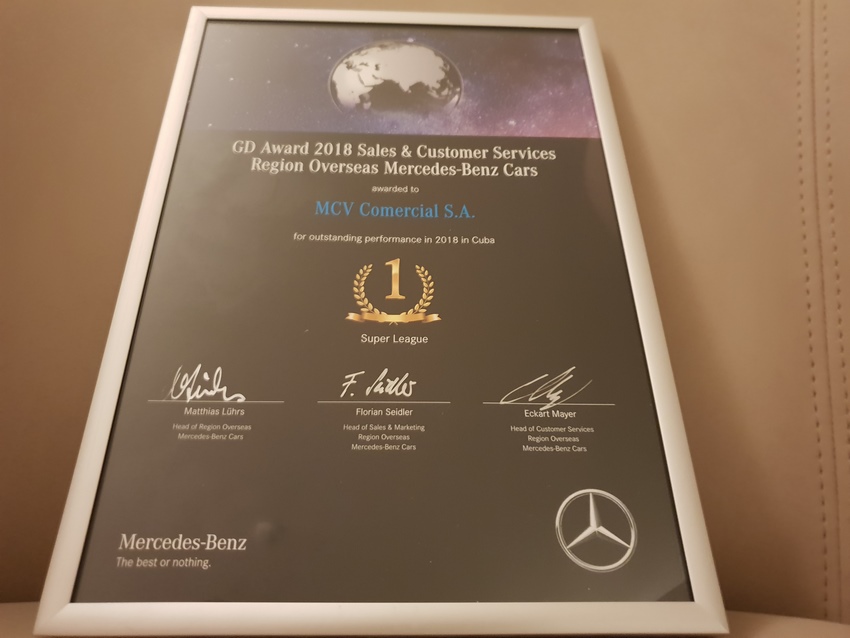 GD Award 2018 Sales & Customer Services
Region Overseas Mercedes-Benz Cars
awarded to
MCV Comercial S.A.
for outstanding performance in 2018 in Cuba
1
Super League
F. Seidler
Matthias Lührs
Head of Region Overseas
Mercedes-Benz Cars
Florian Seidler
Head of Sales & Marketing
Region Overseas
Mercedes-Benz Cars
Eckart Mayer
Head of Customer Services
Region Overseas
Mercedes-Benz Cars
Mercedes-Benz
The best or nothing.